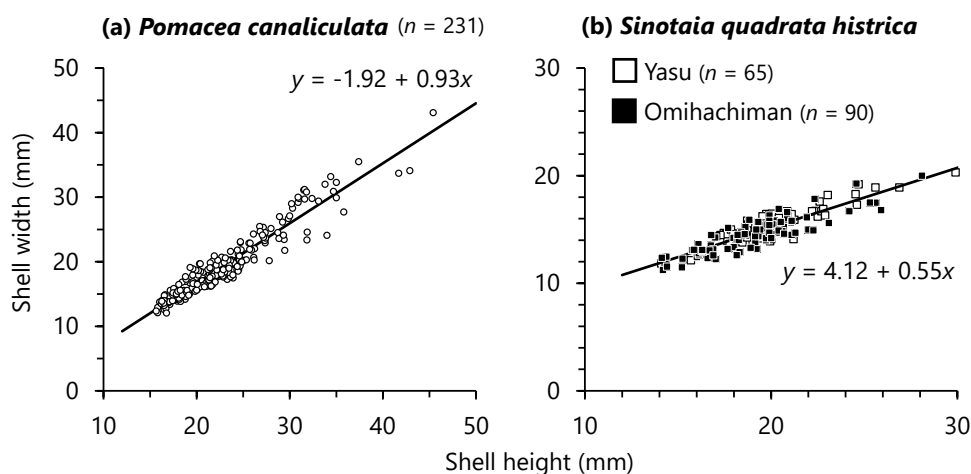 (a) Pomacea canaliculata (n = 231)
50
40
30
20
10
0
10 20 30 40 50
y = -1.92 + 0.93x
Shell width (mm)
(b) Sinotaia quadrata histrica
30
20
10
0
10 20 30
Yasu (n = 65)
Omihachiman (n = 90)
y = 4.12 + 0.55x
Shell height (mm)